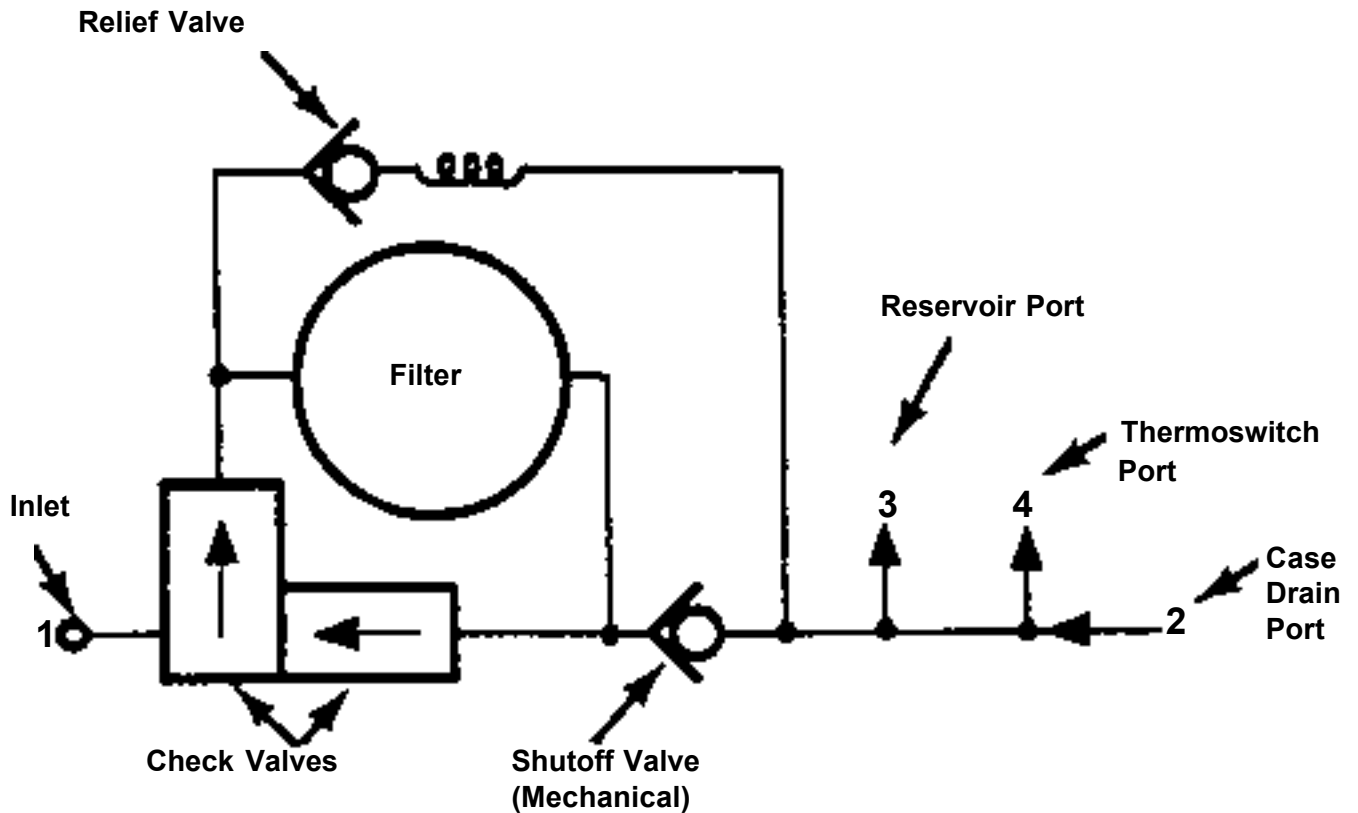 Relief Valve
Reservoir Port
Filter
Thermoswitch
Port
Inlet
3
4
Case
Drain
Port
1
2
Check Valves
Shutoff Valve
(Mechanical)